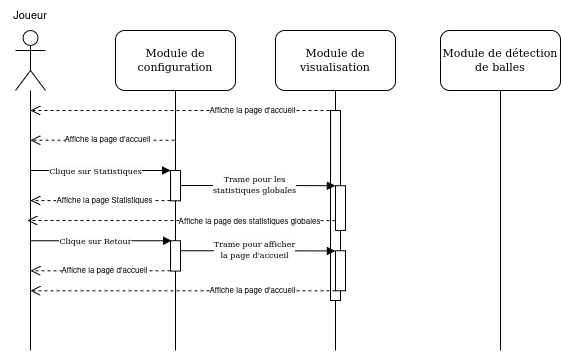 Joueur
Module de
configuration
Module de
visualisation
Module de détection
de balles
Affiche la page d'accueil
Affiche la page d'accueil
Clique sur Statistiques
Trame pour les
statistiques globales
Affiche la page Statistiques
Affiche la page des statistiques globales
Clique sur Retour
Trame pour afficher
la page d'accueil
Affiche la page d'accueil
Affiche la page d'accueil